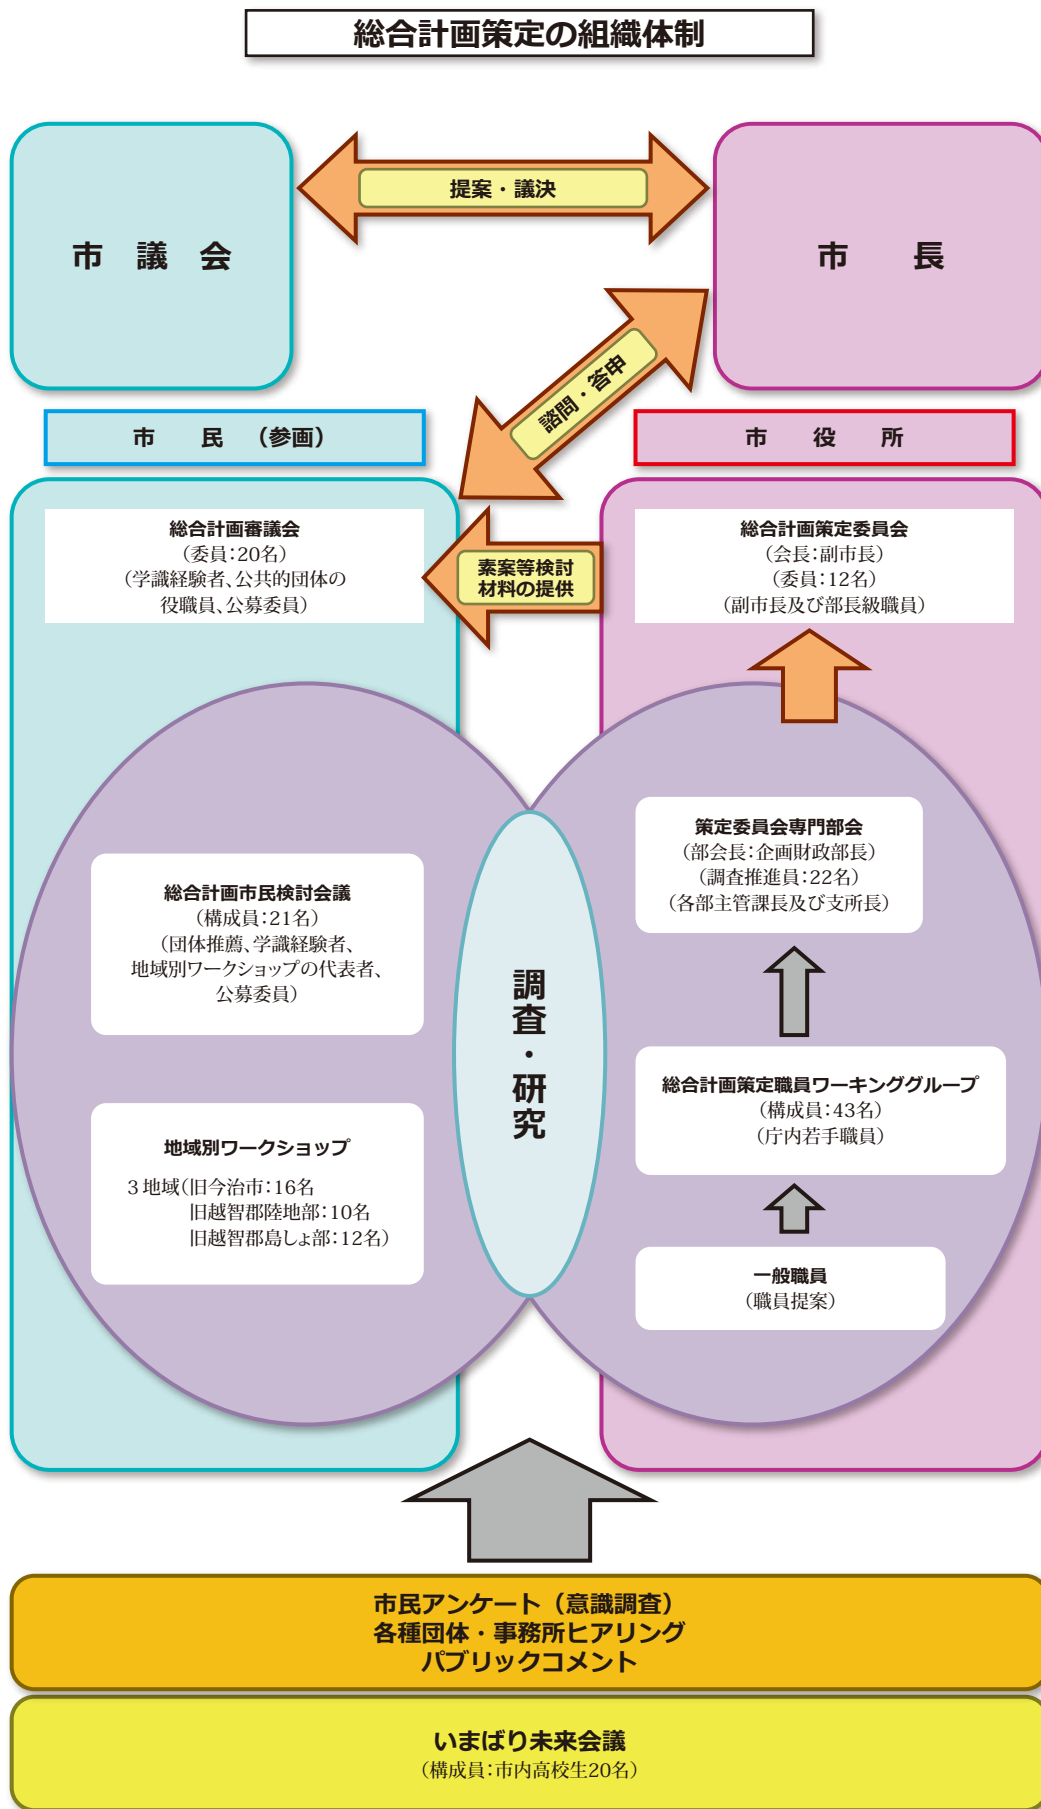 総合計画策定の組織体制
提案・議決
市　議　会
市　　長
諮問・答申
市　　民　（参画）
市　　役　　所
総合計画審議会
（委員：20名）
（学識経験者、公共的団体の
役職員、公募委員）
素案等検討
材料の提供
総合計画策定委員会
（会長：副市長）
（委員：12名）
（副市長及び部長級職員）
総合計画市民検討会議
（構成員：21名）
（団体推薦、学識経験者、
地域別ワークショップの代表者、
公募委員）
地域別ワークショップ
３地域（旧今治市：16名
旧越智郡陸地部：10名
旧越智郡島しょ部：12名）
調査・研究
策定委員会専門部会
（部会長：企画財政部長）
（調査推進員：22名）
（各部主管課長及び支所長）
総合計画策定職員ワーキンググループ
（構成員：43名）
（庁内若手職員）
一般職員
（職員提案）
市民アンケート（意識調査）
各種団体・事務所ヒアリング
パブリックコメント
いまばり未来会議
（構成員：市内高校生20名）